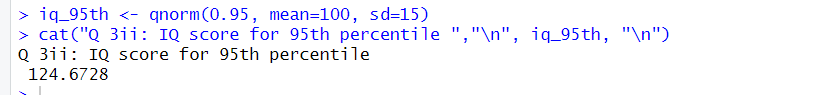 > iq_95th <- qnorm(0.95, mean=100, sd=15)
> cat("Q 3ii: IQ score for 95th percentile ","\n", iq_95th, "\n")
Q 3ii: IQ score for 95th percentile
 124.6728
>